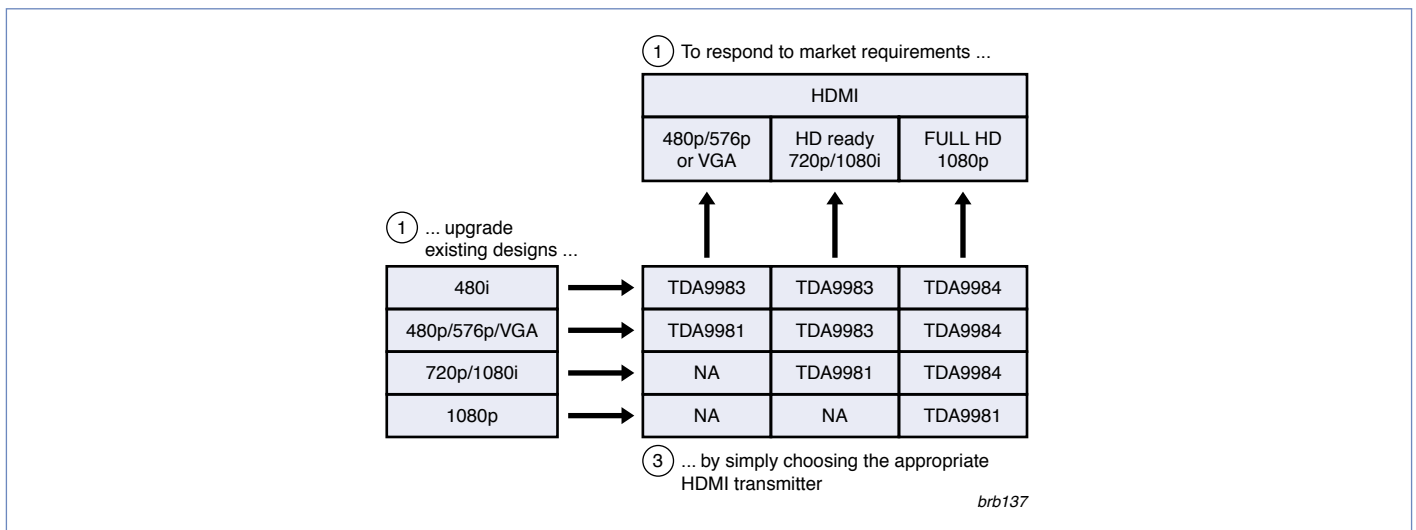 1 To respond to market requirements ...
HDMI
480p/576p
or VGA
HD ready
720p/1080i
FULL HD
1080p
1 ... upgrade
existing designs ...
480i TDA9983 TDA9983 TDA9984
480p/576p/VGA TDA9981 TDA9983 TDA9984
720p/1080i NA TDA9981 TDA9984
1080p NA NA TDA9981
3 ... by simply choosing the appropriate
HDMI transmitter
brb137